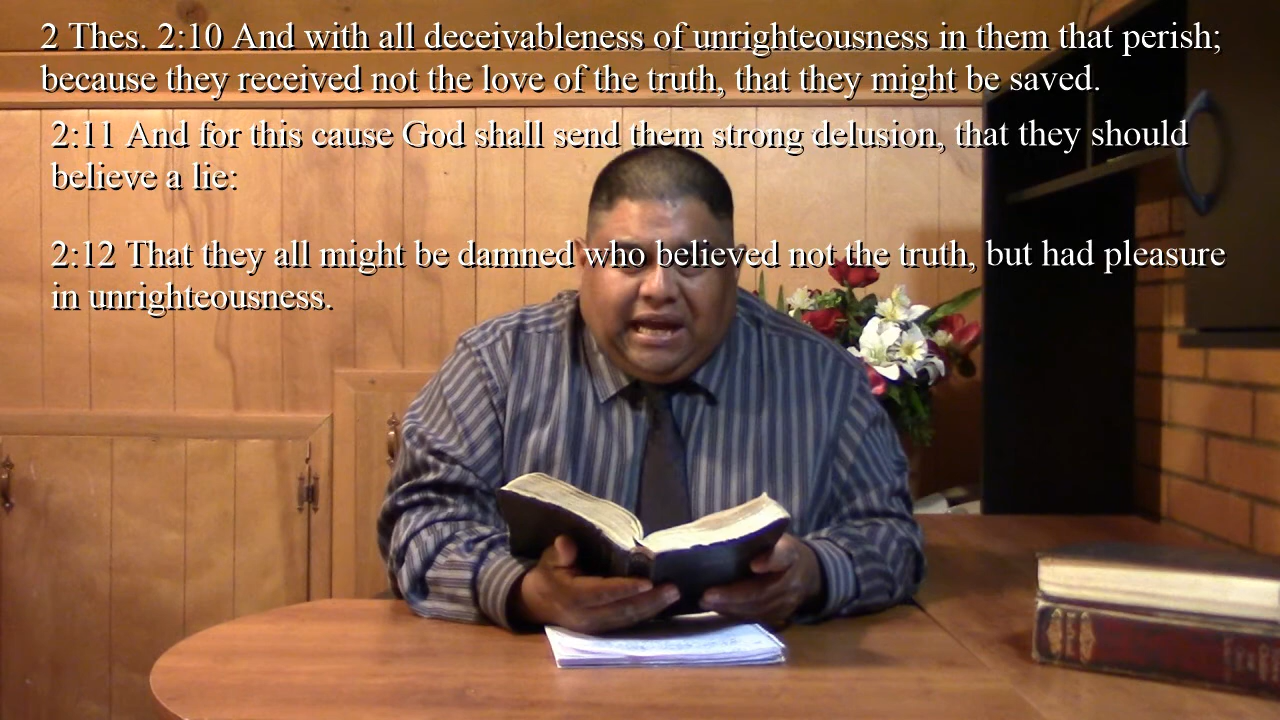 2 Thes. 2:10 And with all deceivableness of unrighteousness in them that perish;
because they received not the love of the truth, that they might be saved.
2:11 And for this cause God shall send them strong delusion, that they should
believe a lie:
2:12 That they all might be damned who believed not the truth, but had pleasure
in unrighteousness.